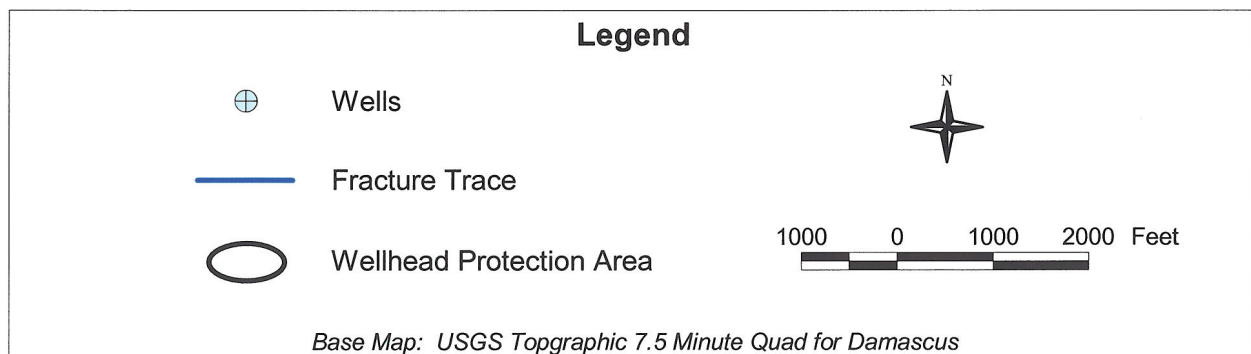 Legend
Wells
N
Fracture Trace
1000 0 1000 2000 Feet
Wellhead Protection Area
Base Map: USGS Topgraphic 7.5 Minute Quad for Damascus